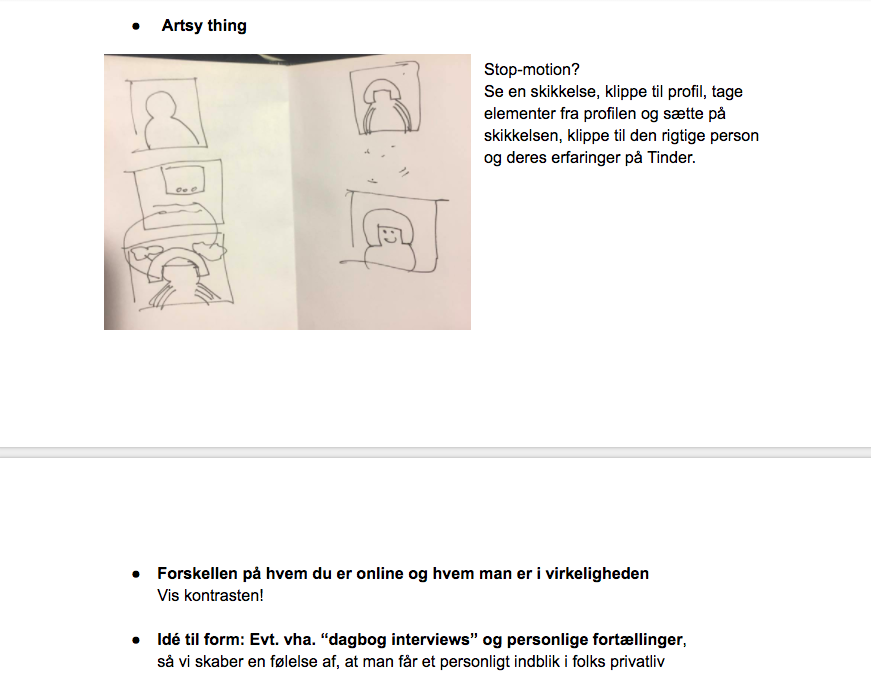 ● Artsy thing
Stop-motion?
Se en skikkelse, klippe til profil, tage
elementer fra profilen og sætte på
skikkelsen, klippe til den rigtige person
og deres erfaringer på Tinder.
● Forskellen på hvem du er online og hvem man er i virkeligheden
Vis kontrasten!
● Idé til form: Evt. vha. “dagbog interviews” og personlige fortællinger,
så vi skaber en følelse af, at man får et personligt indblik i folks privatliv